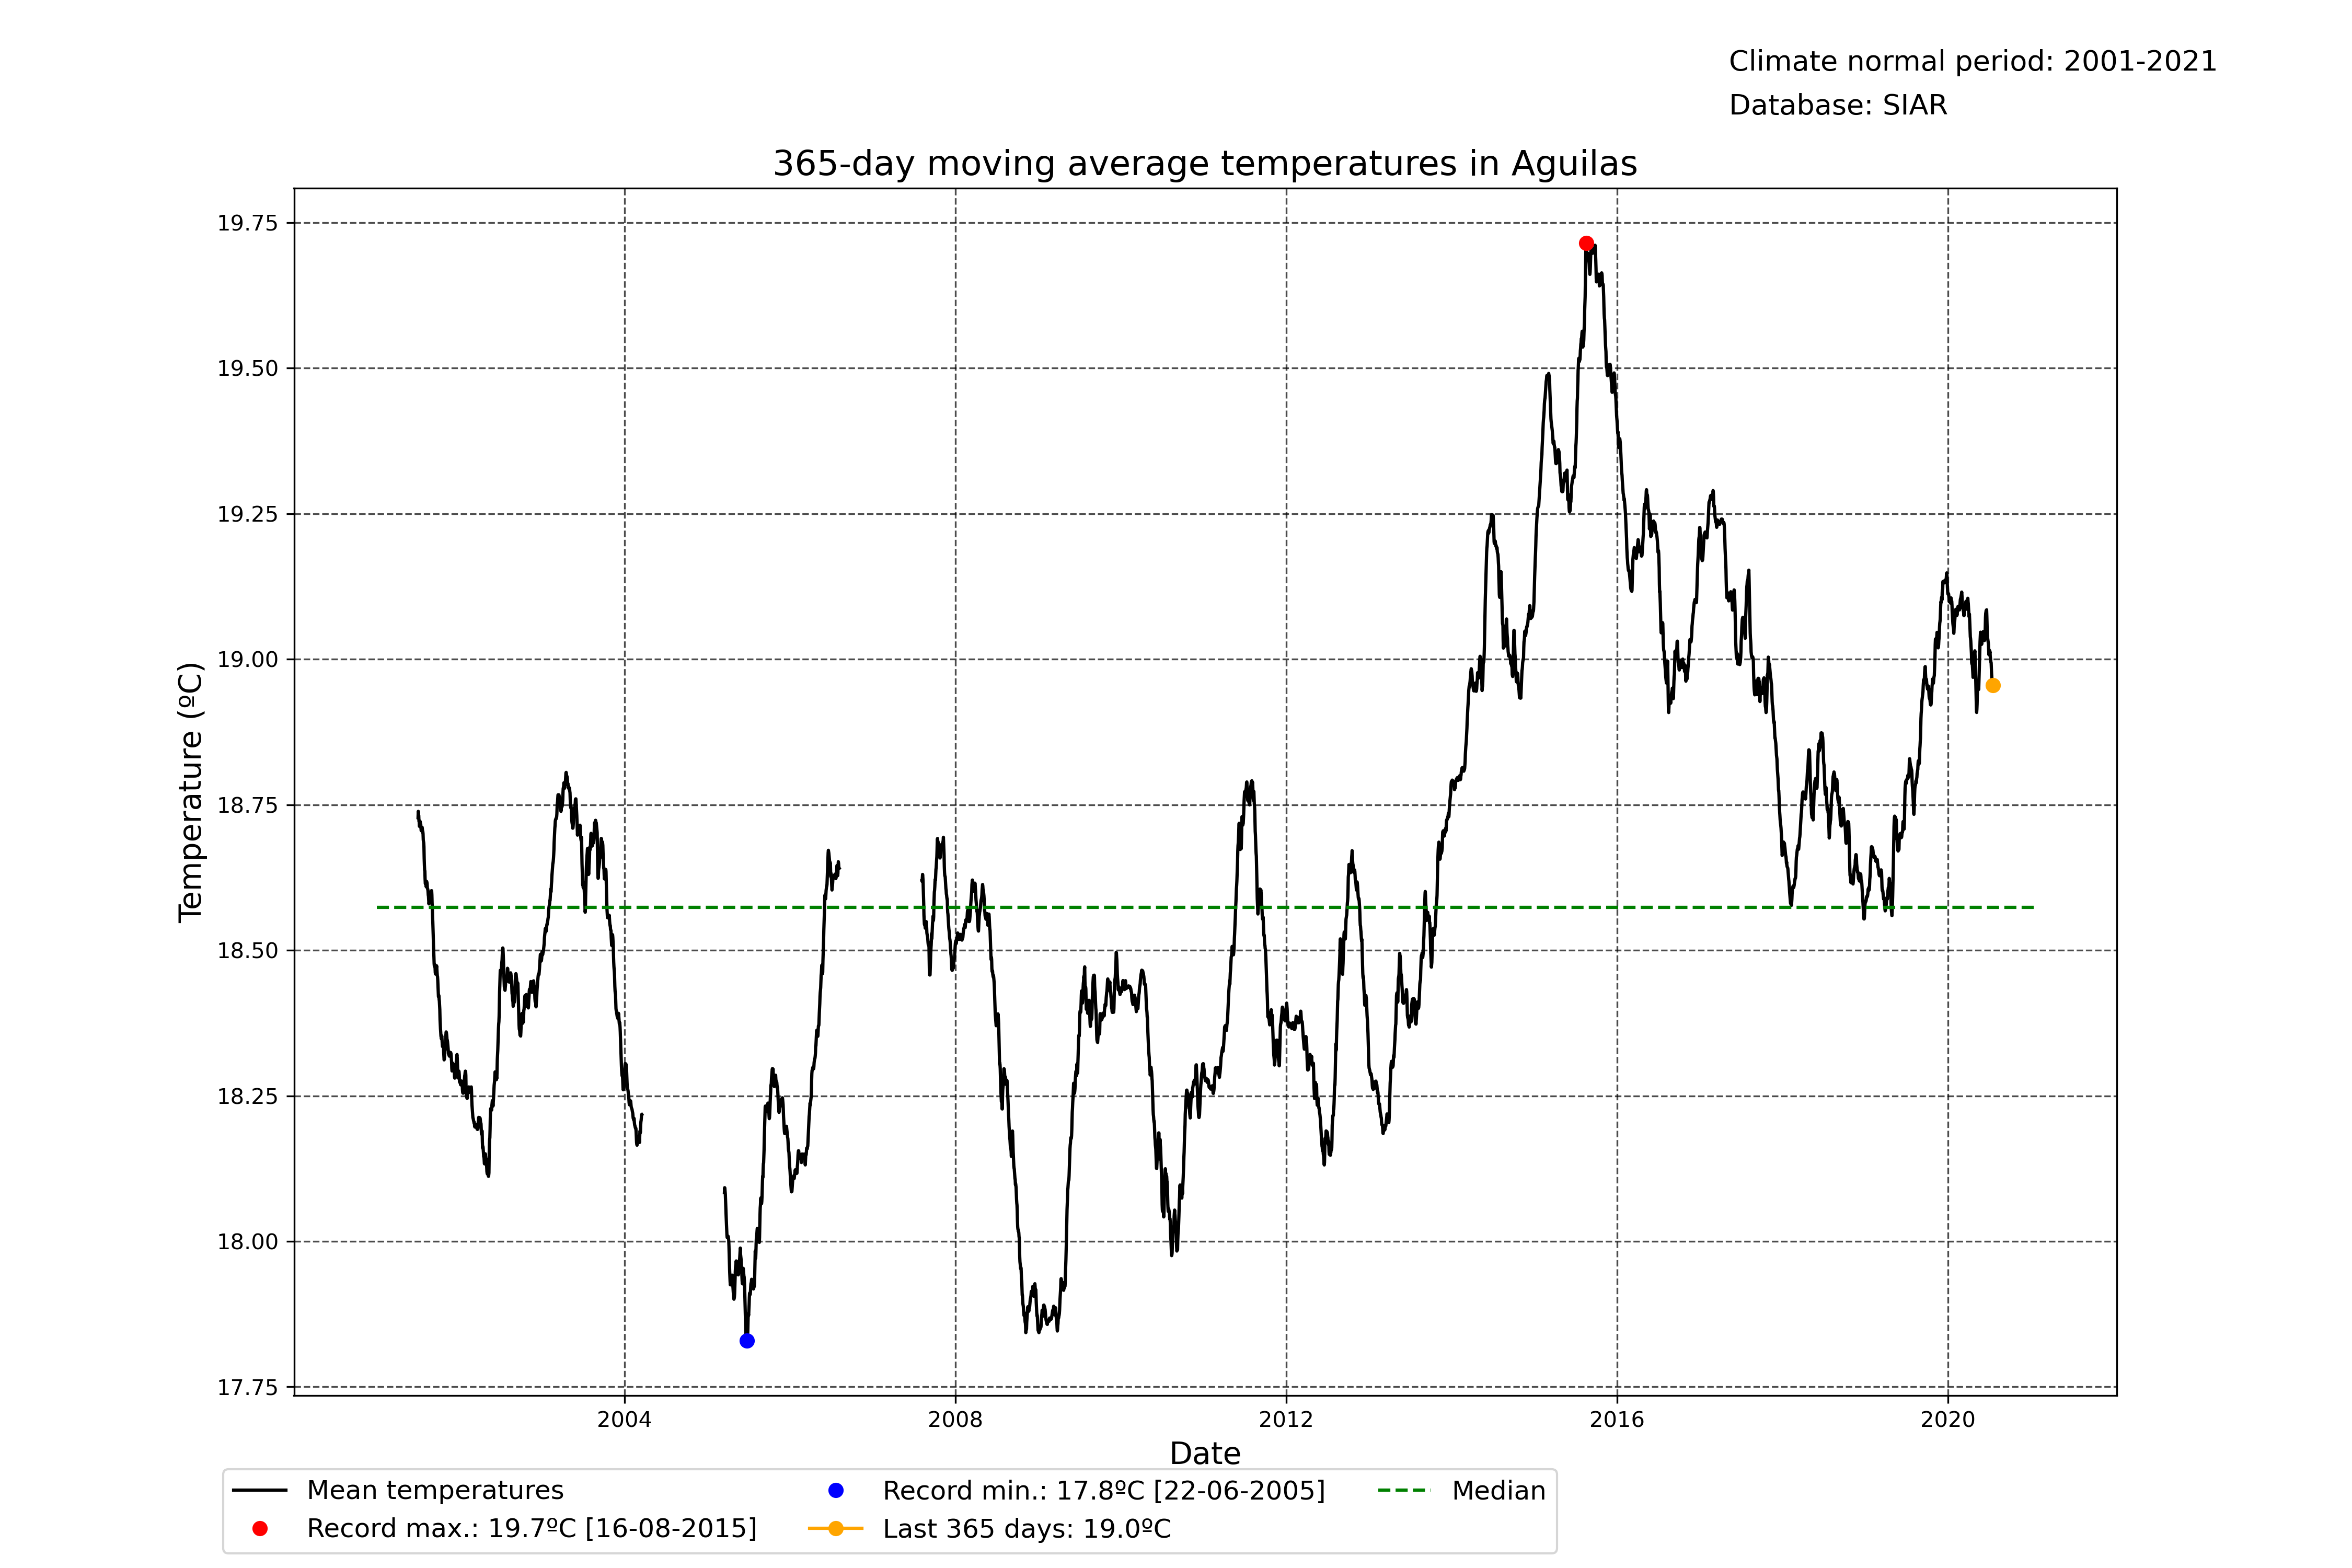 Climate normal period: 2001-2021
Database: SIAR
365-day moving average temperatures in Aguilas
19.75
19.50
19.25
19.00
18.75
18.50
18.25
18.00
17.75
Temperature (ºC)
2004 2008 2012 2016 2020
Date
Mean temperatures
Record max.: 19.7ºC [16-08-2015]
Record min.: 17.8ºC [22-06-2005]
Last 365 days: 19.0ºC
Median